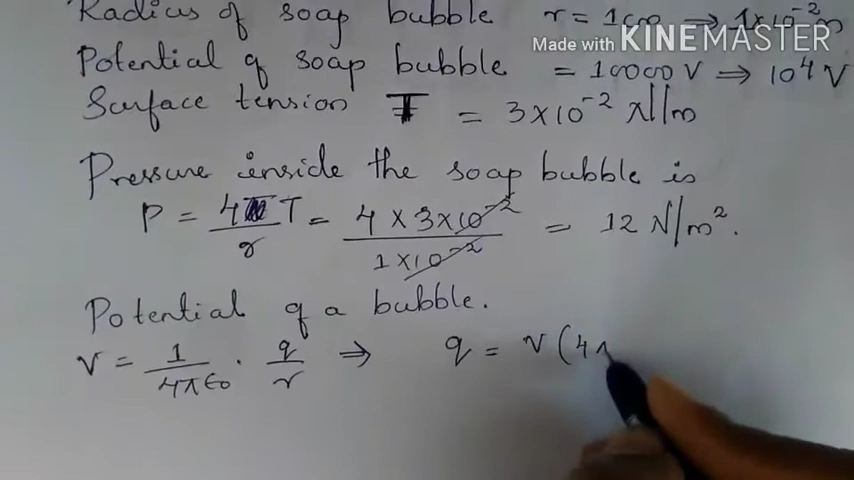 Radius of soap bubble r = 1cm ⇒ 1×10⁻² m
Made with KINEMASTER
Potential of soap bubble = 10000 V ⇒ 10⁴ V
Surface tension T = 3×10⁻² N/m
Pressure inside the soap bubble is
P = 4T/r = 4 × 3×10⁻²/1×10⁻² = 12 N/m².
Potential of a bubble.
V = 1/4πε₀ · q/r ⇒ q = V (4π